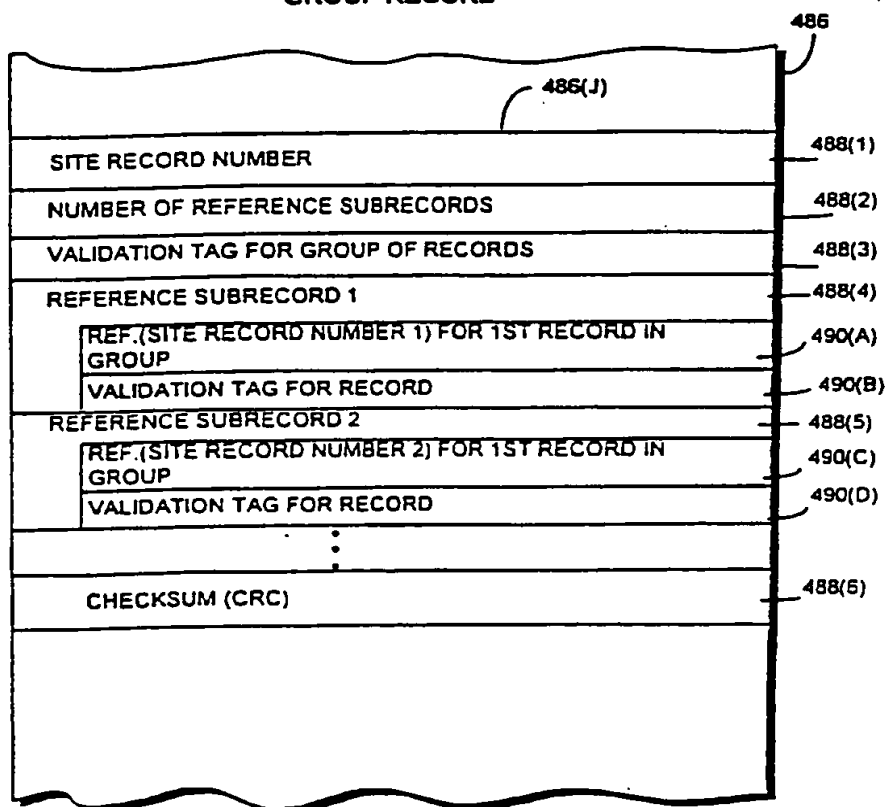 GROUP RECORD
486
486(J)
SITE RECORD NUMBER 488(1)
NUMBER OF REFERENCE SUBRECORDS 488(2)
VALIDATION TAG FOR GROUP OF RECORDS 488(3)
REFERENCE SUBRECORD 1 488(4)
REF.(SITE RECORD NUMBER 1) FOR 1ST RECORD IN
GROUP 490(A)
VALIDATION TAG FOR RECORD 490(B)
REFERENCE SUBRECORD 2 488(5)
REF.(SITE RECORD NUMBER 2) FOR 1ST RECORD IN
GROUP 490(C)
VALIDATION TAG FOR RECORD 490(D)
CHECKSUM (CRC) 488(6)